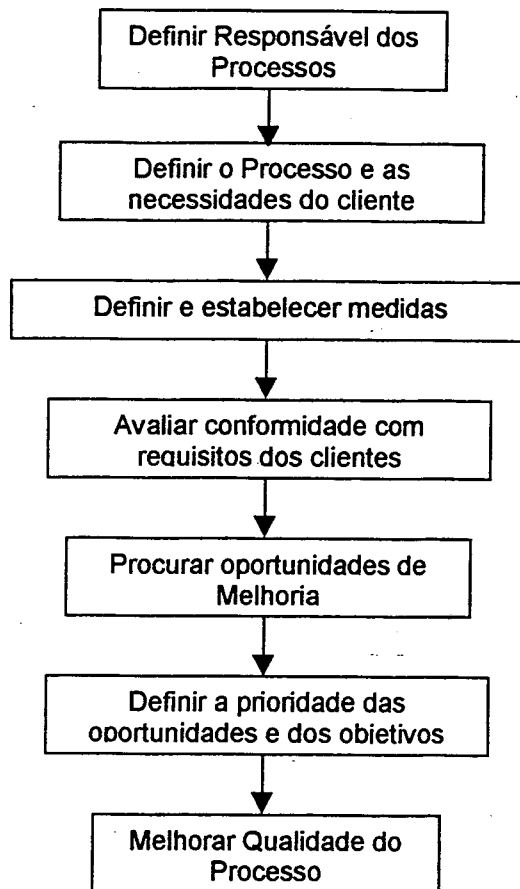 Definir Responsável dos
Processos
Definir o Processo e as
necessidades do cliente
Definir e estabelecer medidas
Avaliar conformidade com
requisitos dos clientes
Procurar oportunidades de
Melhoria
Definir a prioridade das
oportunidades e dos objetivos
Melhorar Qualidade do
Processo